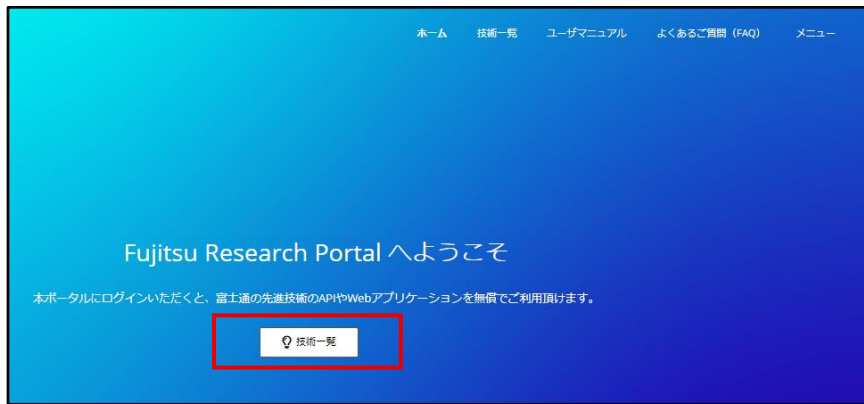 ホーム 技術一覧 ユーザマニュアル よくあるご質問（FAQ） メニュー
Fujitsu Research Portal へようこそ
本ポータルにログインいただくと、富士通の先進技術のAPIやWebアプリケーションを無償でご利用頂けます。
技術一覧